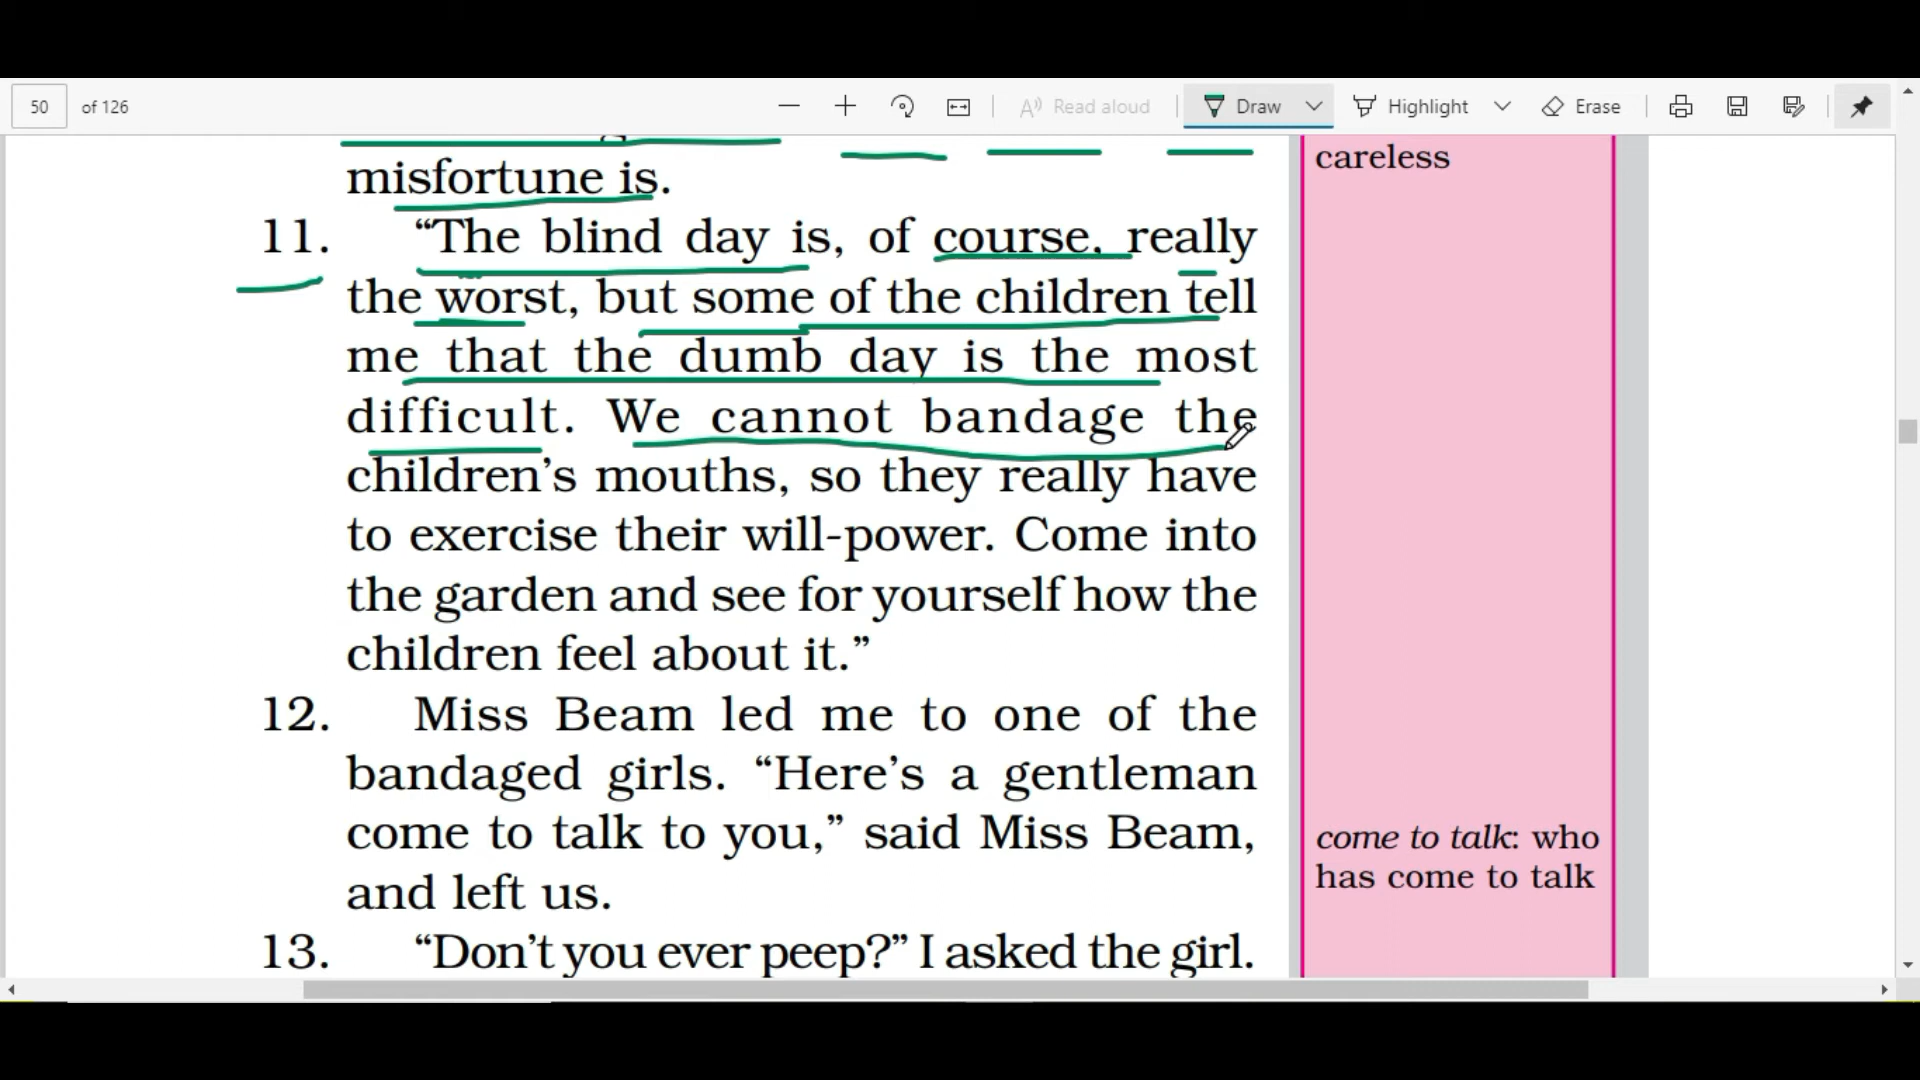 50 of 126 Read aloud Draw Highlight Erase
misfortune is.
11. “The blind day is, of course, really
the worst, but some of the children tell
me that the dumb day is the most
difficult. We cannot bandage the
children’s mouths, so they really have
to exercise their will-power. Come into
the garden and see for yourself how the
children feel about it.”
12. Miss Beam led me to one of the
bandaged girls. “Here’s a gentleman
come to talk to you,” said Miss Beam,
and left us.
13. “Don’t you ever peep?” I asked the girl.
careless
come to talk: who
has come to talk